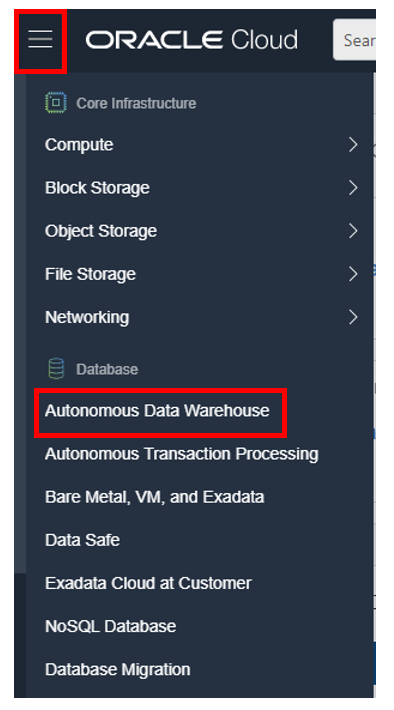 ORACLE Cloud
Sear
Core Infrastructure
Compute
Block Storage
Object Storage
File Storage
Networking
Database
Autonomous Data Warehouse
Autonomous Transaction Processing
Bare Metal, VM, and Exadata
Data Safe
Exadata Cloud at Customer
NoSQL Database
Database Migration